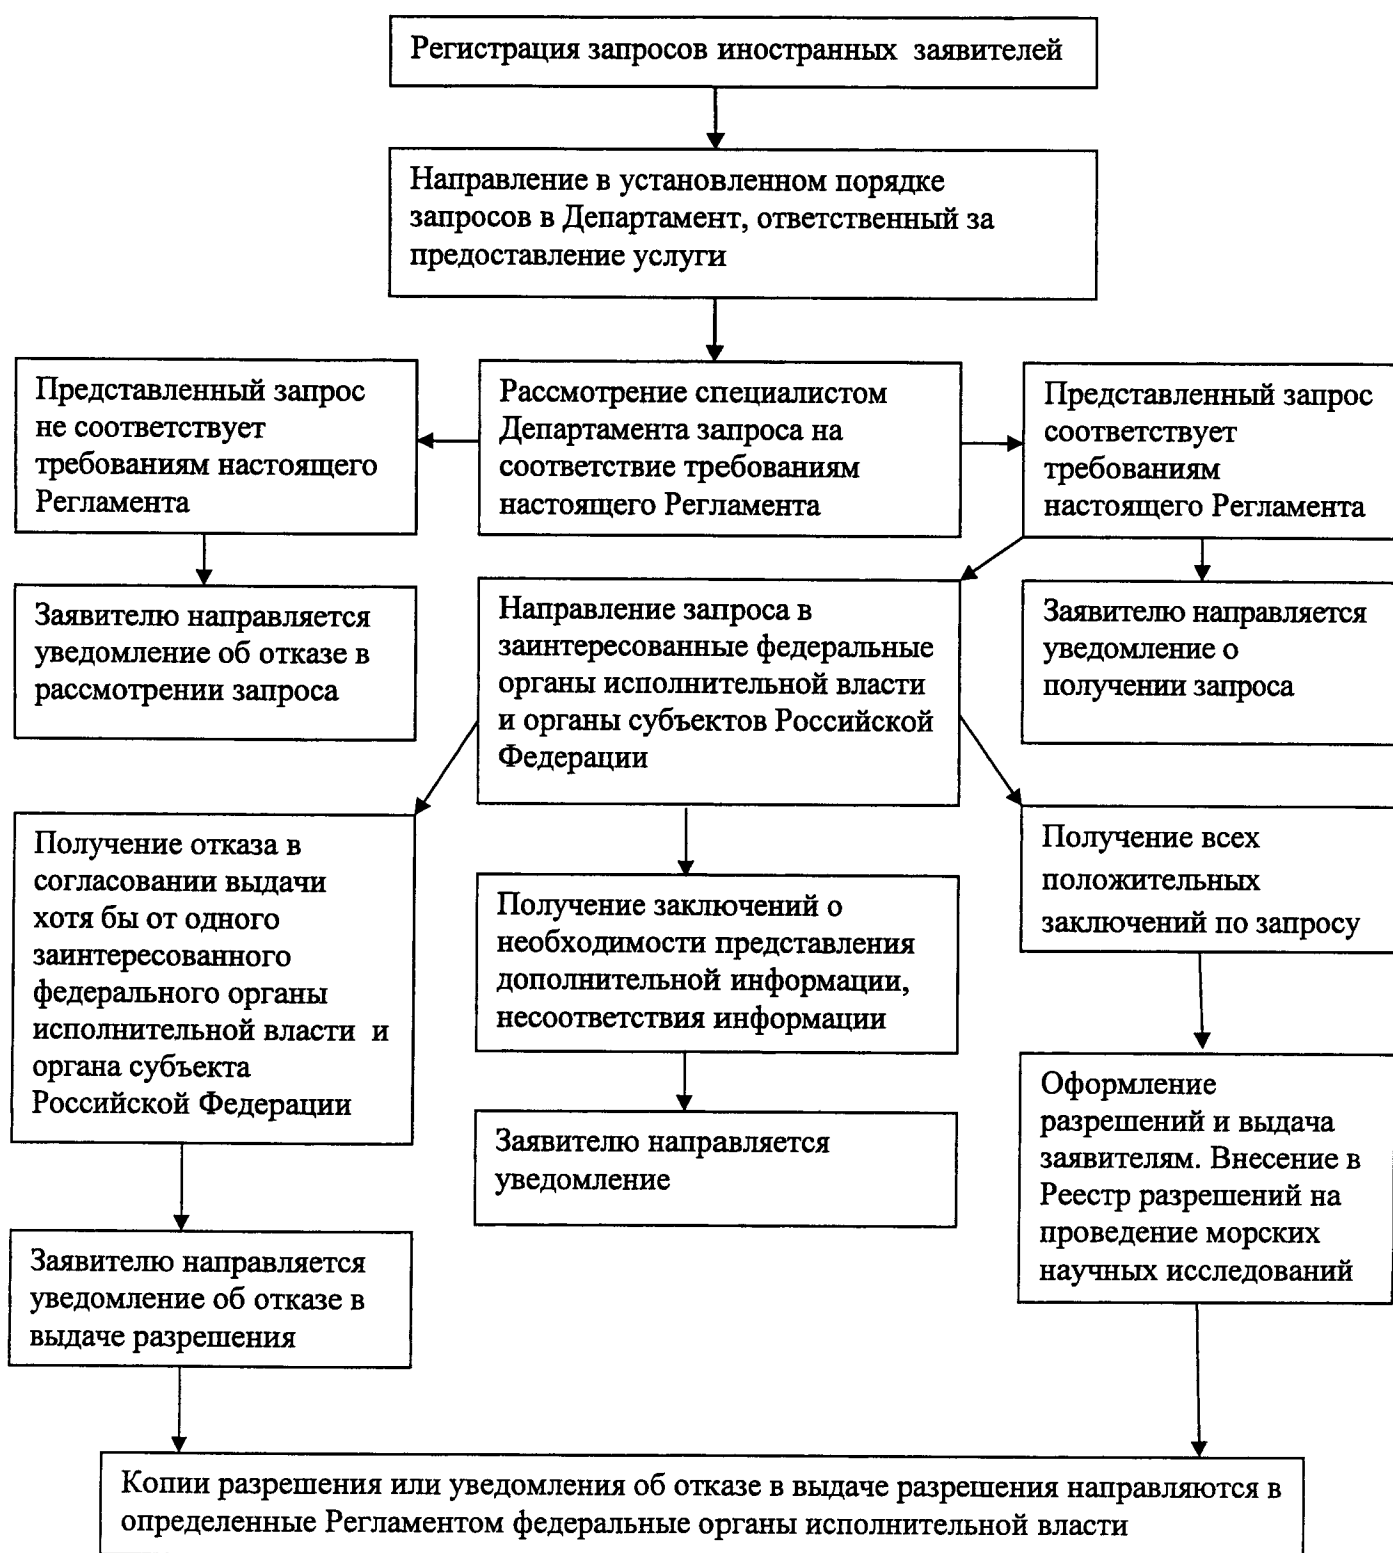 Регистрация запросов иностранных заявителей
Направление в установленном порядке
запросов в Департамент, ответственный за
предоставление услуги
Представленный запрос
не соответствует
требованиям настоящего
Регламента
Рассмотрение специалистом
Департамента запроса на
соответствие требованиям
настоящего Регламента
Представленный запрос
соответствует
требованиям
настоящего Регламента
Заявителю направляется
уведомление об отказе в
рассмотрении запроса
Направление запроса в
заинтересованные федеральные
органы исполнительной власти
и органы субъектов Российской
Федерации
Заявителю направляется
уведомление о
получении запроса
Получение отказа в
согласовании выдачи
хотя бы от одного
заинтересованного
федерального органы
исполнительной власти и
органа субъекта
Российской Федерации
Получение заключений о
необходимости представления
дополнительной информации,
несоответствия информации
Получение всех
положительных
заключений по запросу
Заявителю направляется
уведомление
Оформление
разрешений и выдача
заявителям. Внесение в
Реестр разрешений на
проведение морских
научных исследований
Заявителю направляется
уведомление об отказе в
выдаче разрешения
Копии разрешения или уведомления об отказе в выдаче разрешения направляются в
определенные Регламентом федеральные органы исполнительной власти